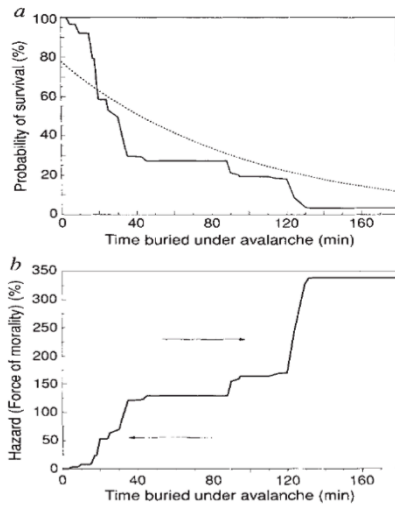 a
Probability of survival (%)
100
80
60
40
20
0
0 40 80 120 160
Time buried under avalanche (min)
b
Hazard (Force of morality) (%)
350
300
250
200
150
100
50
0
0 40 80 120 160
Time buried under avalanche (min)